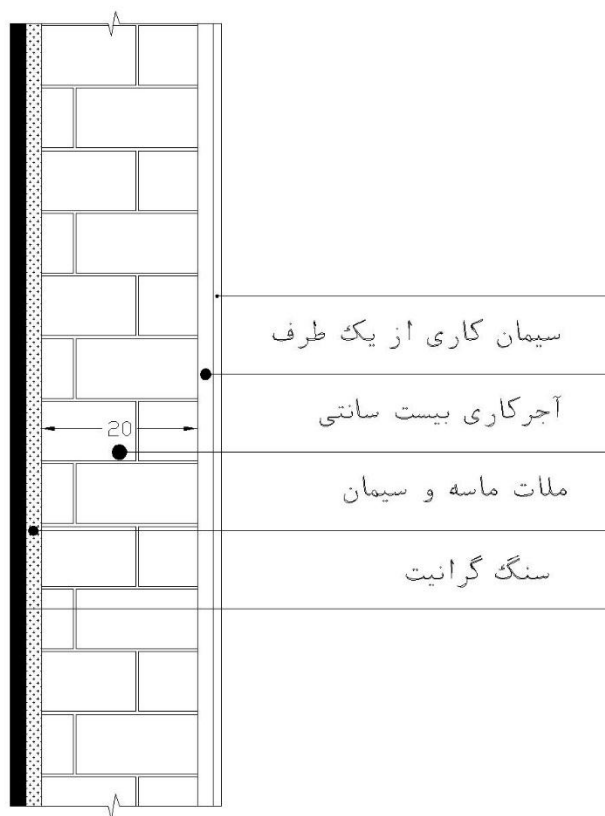 سیمان کاری از یک طرف
آجرکاری بیست سانتی
20
ملات ماسه و سیمان
سنگ گرانیت